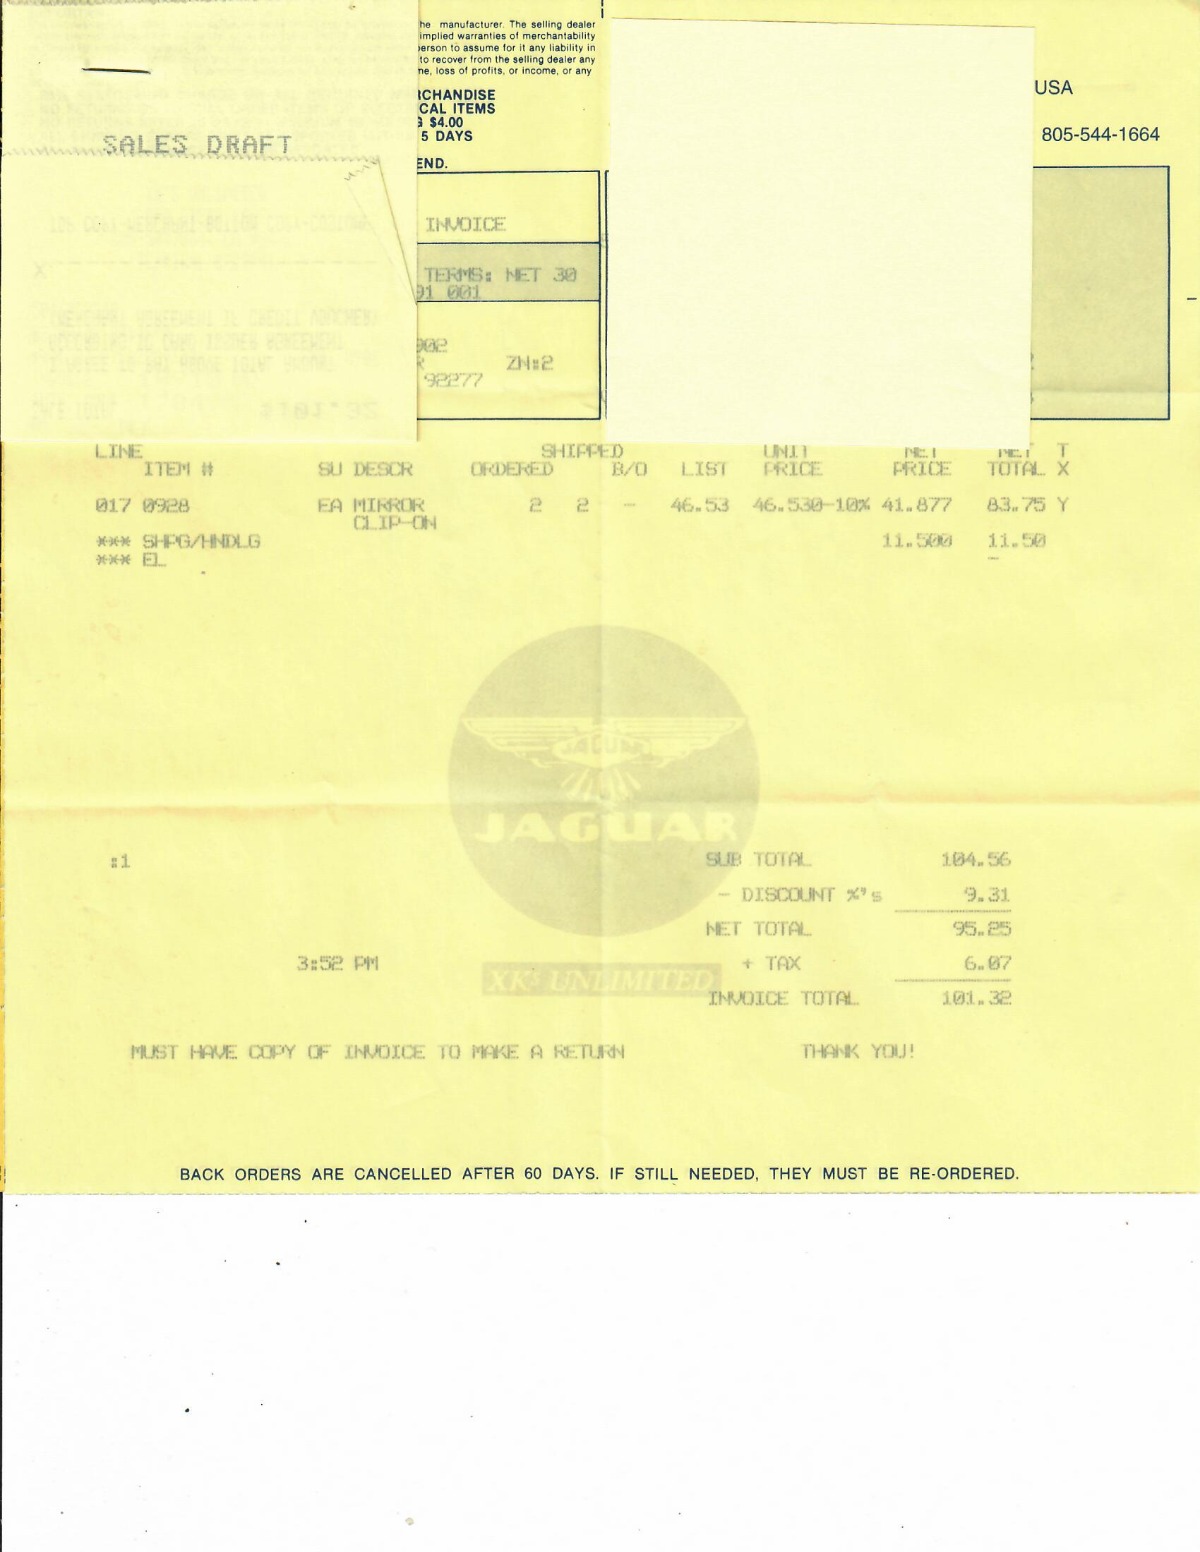 he manufacturer. The selling dealer
implied warranties of merchantability
erson to assume for it any liability in
to recover from the selling dealer any
ne, loss of profits, or income, or any
RCHANDISE
CAL ITEMS
G $4.00
5 DAYS
END.
USA
805-544-1664
SALES DRAFT
INVOICE
TERMS: NET 30
91 001
902
R ZN:2
92277
LINE SHIPPED UNIT NET NET T
ITEM # SU DESCR ORDERED B/O LIST PRICE PRICE TOTAL X
017 0928 EA MIRROR 2 2 - 46.53 46.530-10% 41.877 83.75 Y
CLIP-ON
*** SHPG/HNDLG 11.500 11.50
*** EL
JAGUAR
JAGUAR
:1 SUB TOTAL 104.56
- DISCOUNT %'s 9.31
NET TOTAL 95.25
3:52 PM + TAX 6.07
XK's UNLIMITED
INVOICE TOTAL 101.32
MUST HAVE COPY OF INVOICE TO MAKE A RETURN THANK YOU!
BACK ORDERS ARE CANCELLED AFTER 60 DAYS. IF STILL NEEDED, THEY MUST BE RE-ORDERED.